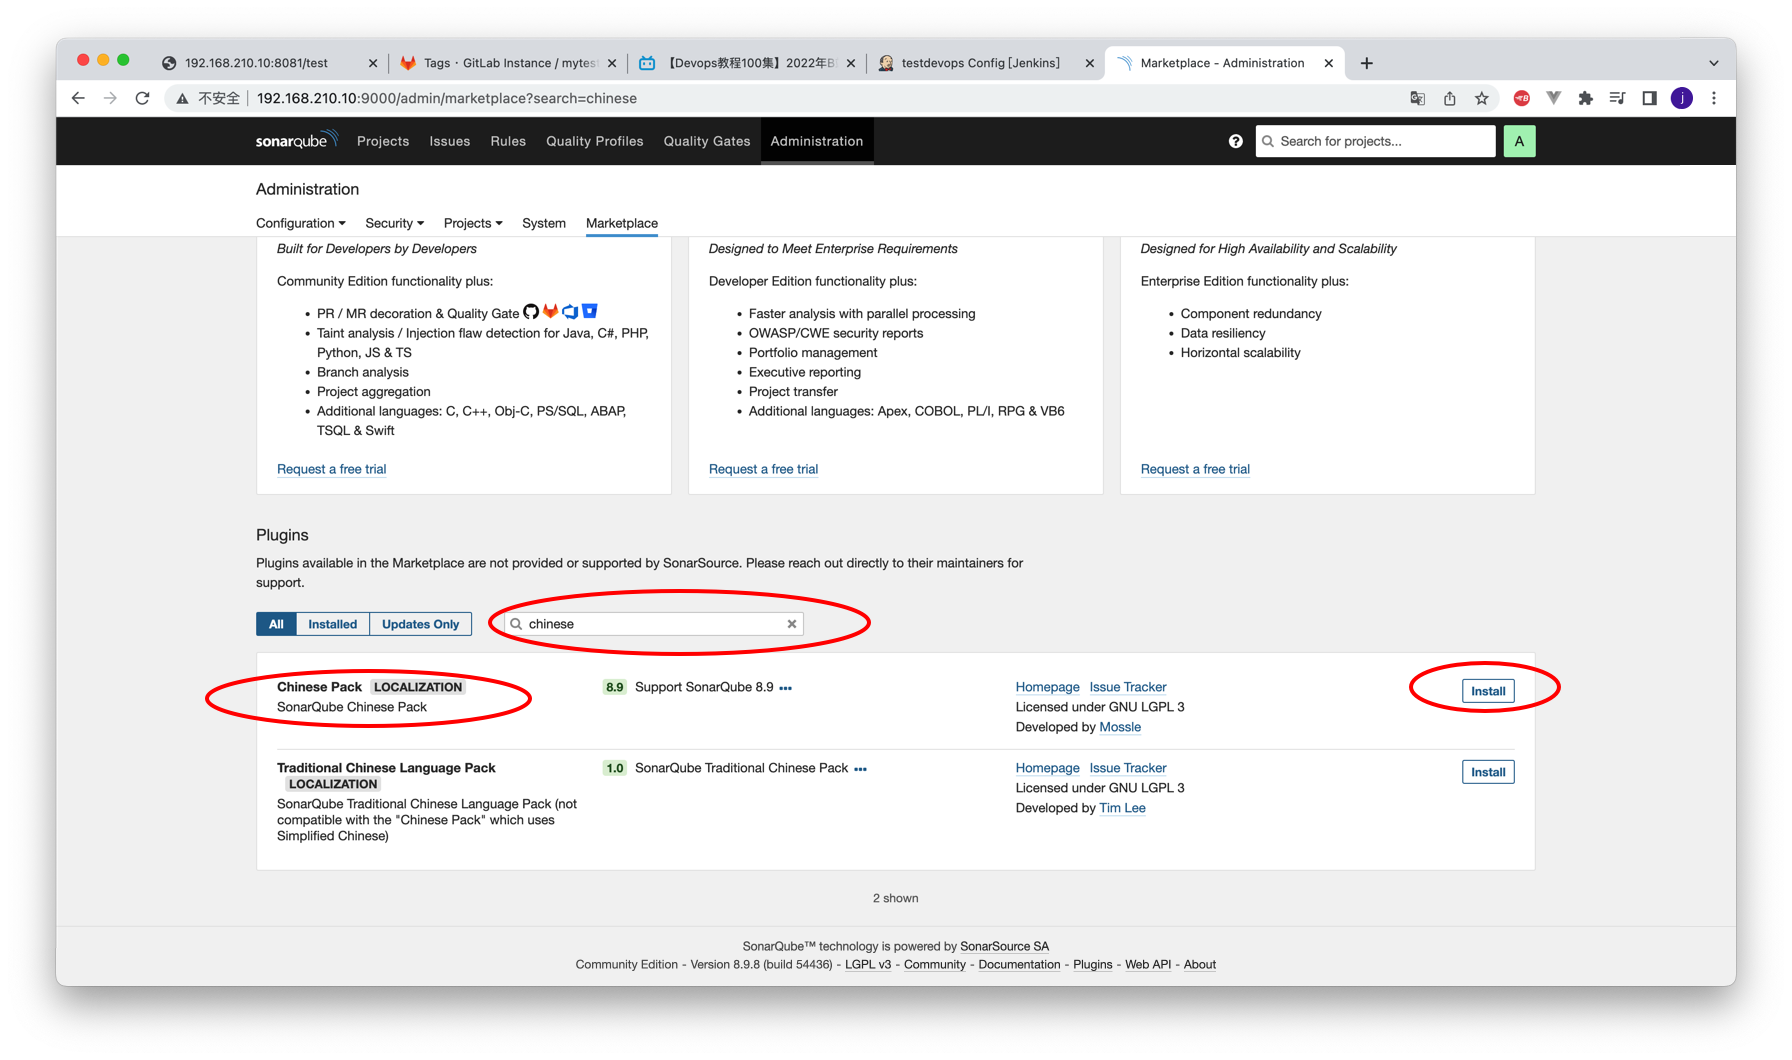 192.168.210.10:8081/test
Tags · GitLab Instance / mytest
【Devops教程100集】2022年B
testdevops Config [Jenkins]
Marketplace - Administration
不安全
192.168.210.10:9000/admin/marketplace?search=chinese
j
sonarqube
Projects
Issues
Rules
Quality Profiles
Quality Gates
Administration
Search for projects...
A
Administration
Configuration
Security
Projects
System
Marketplace
Built for Developers by Developers
Community Edition functionality plus:
• PR / MR decoration & Quality Gate
• Taint analysis / Injection flaw detection for Java, C#, PHP,
Python, JS & TS
• Branch analysis
• Project aggregation
• Additional languages: C, C++, Obj-C, PS/SQL, ABAP,
TSQL & Swift
Request a free trial
Designed to Meet Enterprise Requirements
Developer Edition functionality plus:
• Faster analysis with parallel processing
• OWASP/CWE security reports
• Portfolio management
• Executive reporting
• Project transfer
• Additional languages: Apex, COBOL, PL/I, RPG & VB6
Request a free trial
Designed for High Availability and Scalability
Enterprise Edition functionality plus:
• Component redundancy
• Data resiliency
• Horizontal scalability
Request a free trial
Plugins
Plugins available in the Marketplace are not provided or supported by SonarSource. Please reach out directly to their maintainers for
support.
All
Installed
Updates Only
chinese
Chinese Pack LOCALIZATION
SonarQube Chinese Pack
8.9 Support SonarQube 8.9 •••
Homepage Issue Tracker
Licensed under GNU LGPL 3
Developed by Mossle
Install
Traditional Chinese Language Pack
LOCALIZATION
SonarQube Traditional Chinese Language Pack (not
compatible with the "Chinese Pack" which uses
Simplified Chinese)
1.0 SonarQube Traditional Chinese Pack •••
Homepage Issue Tracker
Licensed under GNU LGPL 3
Developed by Tim Lee
Install
2 shown
SonarQube™ technology is powered by SonarSource SA
Community Edition - Version 8.9.8 (build 54436) - LGPL v3 - Community - Documentation - Plugins - Web API - About